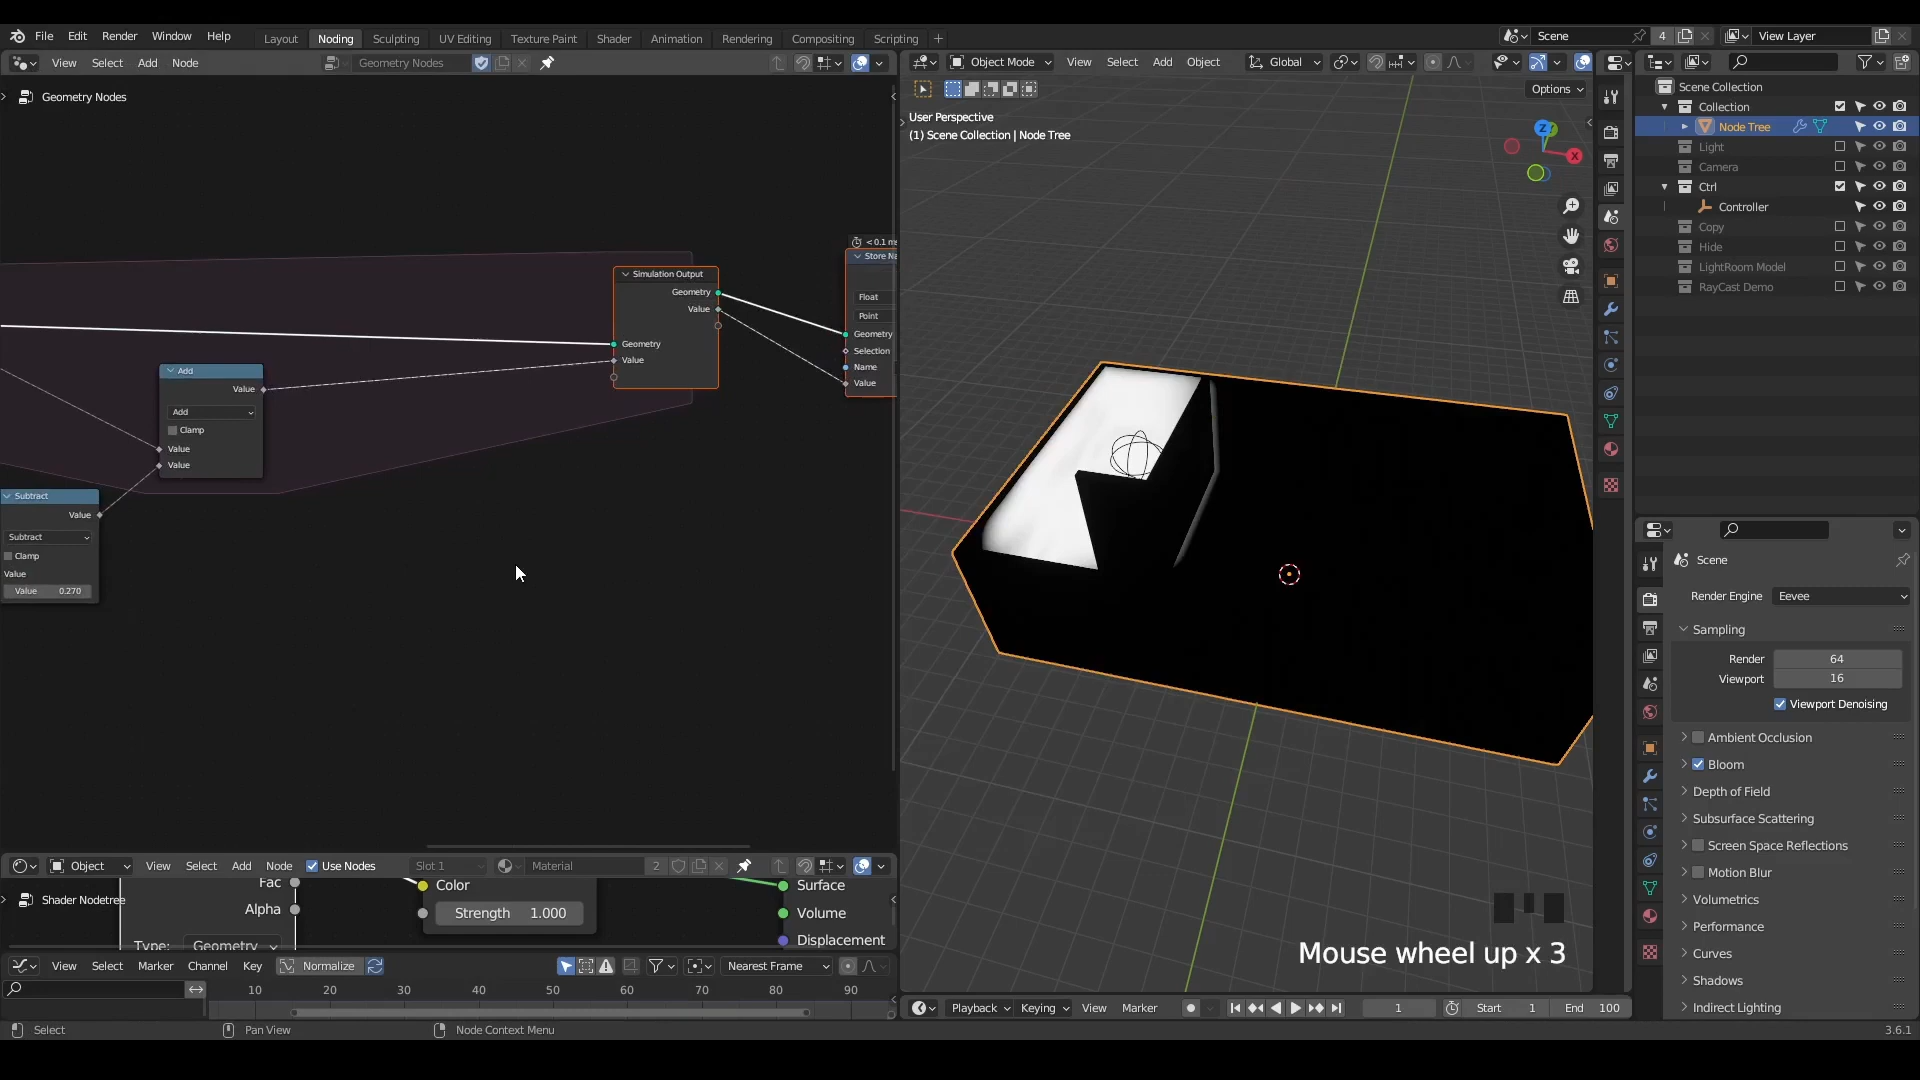 File Edit Render Window Help
Layout Noding Sculpting UV Editing Texture Paint Shader Animation Rendering Compositing Scripting +
Scene 4 View Layer
View Select Add Node Geometry Nodes
Object Mode View Select Add Object Global
Geometry Nodes
Options
User Perspective
(1) Scene Collection | Node Tree
Z
X
Scene Collection
Collection
Node Tree
Light
Camera
Ctrl
Controller
Copy
Hide
LightRoom Model
RayCast Demo
< 0.1 ms
Simulation Output
Geometry
Value
Geometry
Value
Store Na
Float
Point
Geometry
Selection
Name
Value
Add
Value
Add
Clamp
Value
Value
Subtract
Value
Subtract
Clamp
Value
Value 0.270
Scene
Render Engine Eevee
Sampling
Render 64
Viewport 16
Viewport Denoising
Ambient Occlusion
Bloom
Depth of Field
Subsurface Scattering
Screen Space Reflections
Motion Blur
Volumetrics
Performance
Curves
Shadows
Indirect Lighting
Object View Select Add Node Use Nodes Slot 1 Material 2
Shader Nodetree
Fac
Alpha
Type: Geometry
Color
Strength 1.000
Surface
Volume
Displacement
Mouse wheel up x 3
View Select Marker Channel Key Normalize Nearest Frame
10 20 30 40 50 60 70 80 90
Playback Keying View Marker 1 Start 1 End 100
Select Pan View Node Context Menu 3.6.1